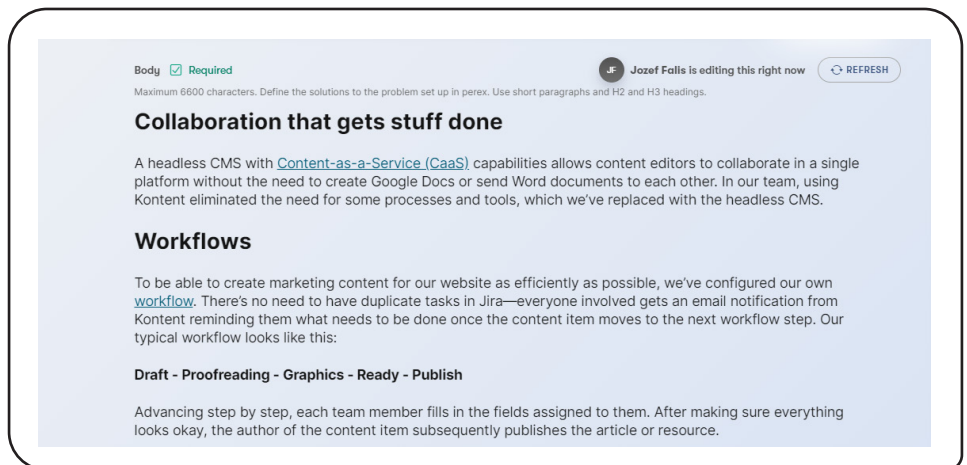 Body Required
JF Jozef Falls is editing this right now REFRESH
Maximum 6600 characters. Define the solutions to the problem set up in perex. Use short paragraphs and H2 and H3 headings.
Collaboration that gets stuff done
A headless CMS with Content-as-a-Service (CaaS) capabilities allows content editors to collaborate in a single
platform without the need to create Google Docs or send Word documents to each other. In our team, using
Kontent eliminated the need for some processes and tools, which we’ve replaced with the headless CMS.
Workflows
To be able to create marketing content for our website as efficiently as possible, we’ve configured our own
workflow. There’s no need to have duplicate tasks in Jira—everyone involved gets an email notification from
Kontent reminding them what needs to be done once the content item moves to the next workflow step. Our
typical workflow looks like this:
Draft - Proofreading - Graphics - Ready - Publish
Advancing step by step, each team member fills in the fields assigned to them. After making sure everything
looks okay, the author of the content item subsequently publishes the article or resource.